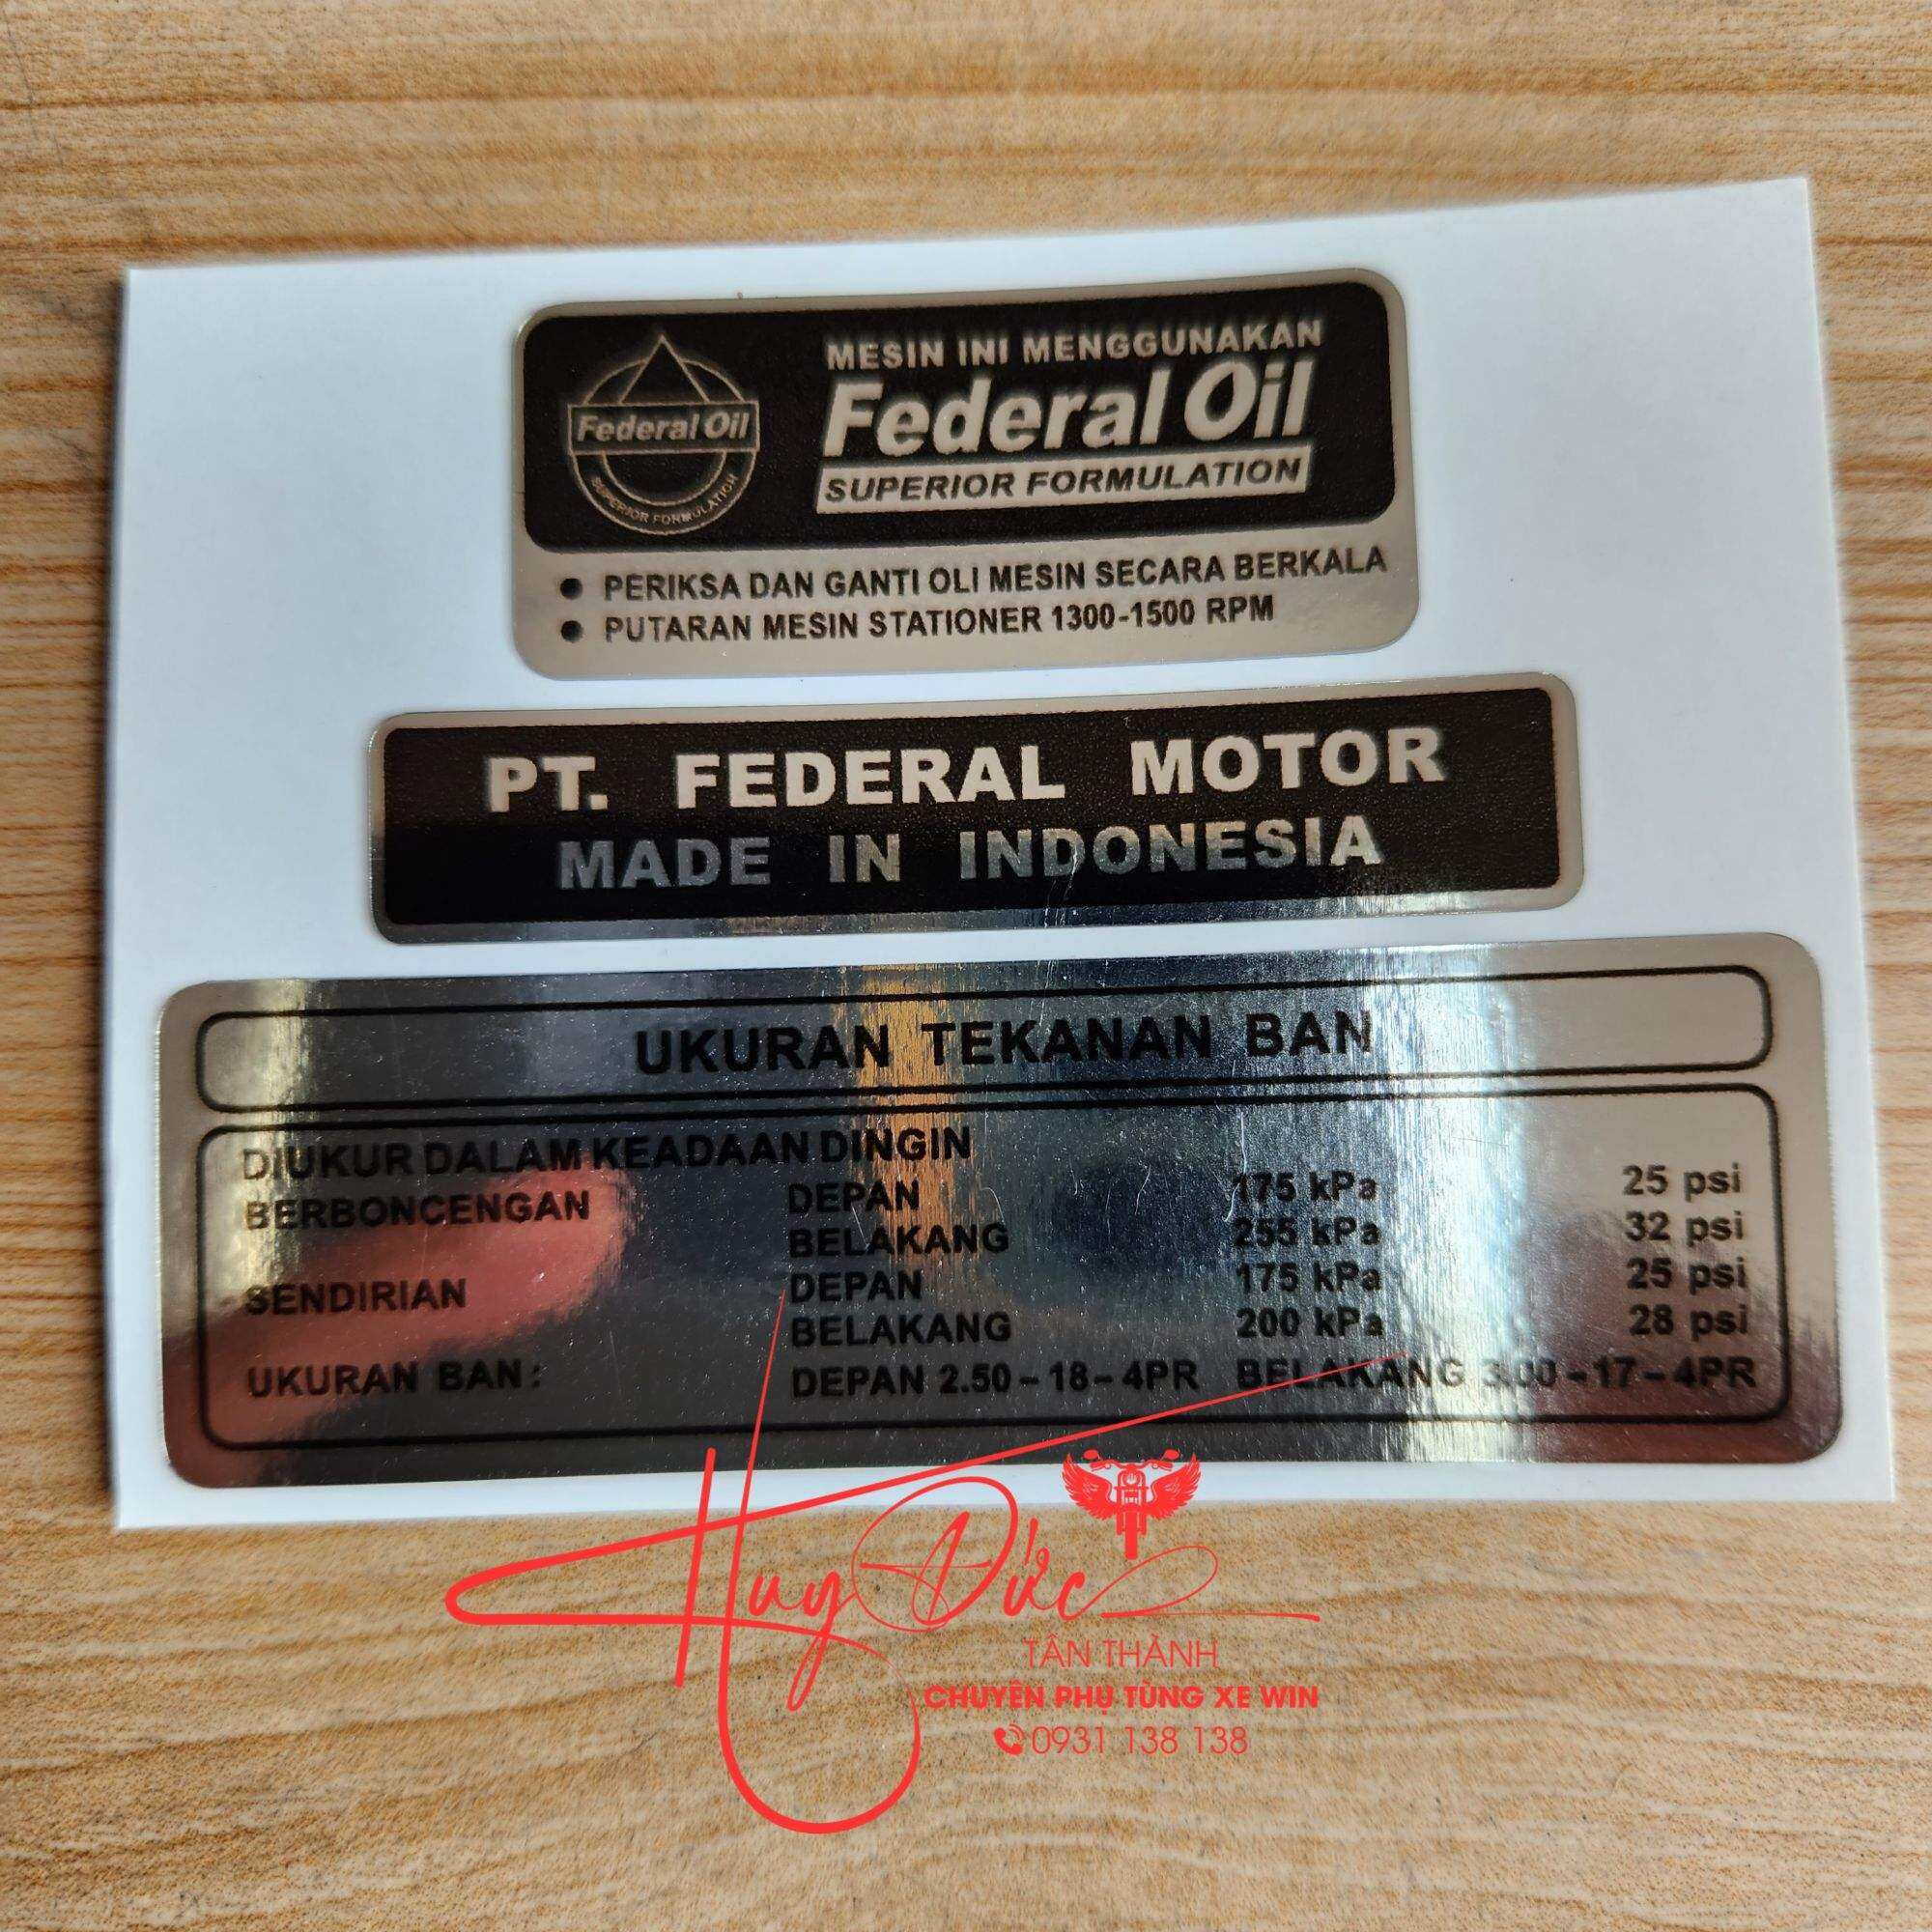 MESIN INI MENGGUNAKAN
Federal Oil
Federal Oil
SUPERIOR FORMULATION
SUPERIOR FORMULATION
● PERIKSA DAN GANTI OLI MESIN SECARA BERKALA
● PUTARAN MESIN STATIONER 1300-1500 RPM
PT. FEDERAL MOTOR
MADE IN INDONESIA
UKURAN TEKANAN BAN
DIUKUR DALAM KEADAAN DINGIN
BERBONCENGAN DEPAN 175 kPa 25 psi
BELAKANG 255 kPa 32 psi
SENDIRIAN DEPAN 175 kPa 25 psi
BELAKANG 200 kPa 28 psi
UKURAN BAN: DEPAN 2.50-18-4PR BELAKANG 3.00-17-4PR
Huy Đức
TÂN THÀNH
CHUYÊN PHỤ TÙNG XE WIN
0931 138 138